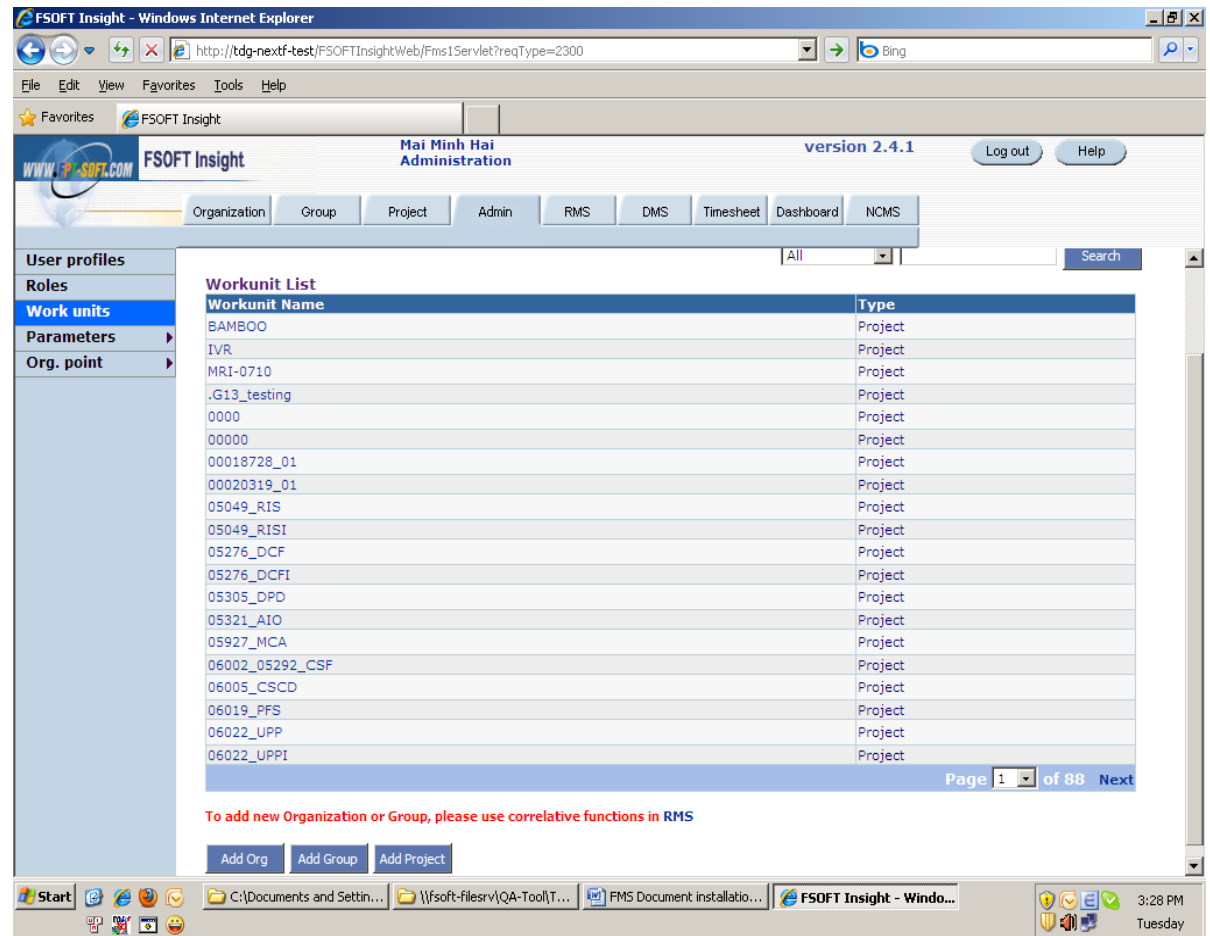 FSOFT Insight - Windows Internet Explorer
http://tdg-nextf-test/FSOFTInsightWeb/Fms1Servlet?reqType=2300
Bing
File Edit View Favorites Tools Help
Favorites FSOFT Insight
WWW.FPT-SOFT.COM FSOFT Insight
Mai Minh Hai
Administration
version 2.4.1
Log out Help
Organization Group Project Admin RMS DMS Timesheet Dashboard NCMS
User profiles
Roles
Work units
Parameters
Org. point
All Search
Workunit List
Workunit Name Type
BAMBOO Project
IVR Project
MRI-0710 Project
.G13_testing Project
0000 Project
00000 Project
00018728_01 Project
00020319_01 Project
05049_RIS Project
05049_RISI Project
05276_DCF Project
05276_DCFI Project
05305_DPD Project
05321_AIO Project
05927_MCA Project
06002_05292_CSF Project
06005_CSCD Project
06019_PFS Project
06022_UPP Project
06022_UPPI Project
Page 1 of 88 Next
To add new Organization or Group, please use correlative functions in RMS
Add Org Add Group Add Project
Start C:\Documents and Settin... \\fsoft-filesrv\QA-Tool\T... FMS Document installatio... FSOFT Insight - Windo... 3:28 PM
Tuesday